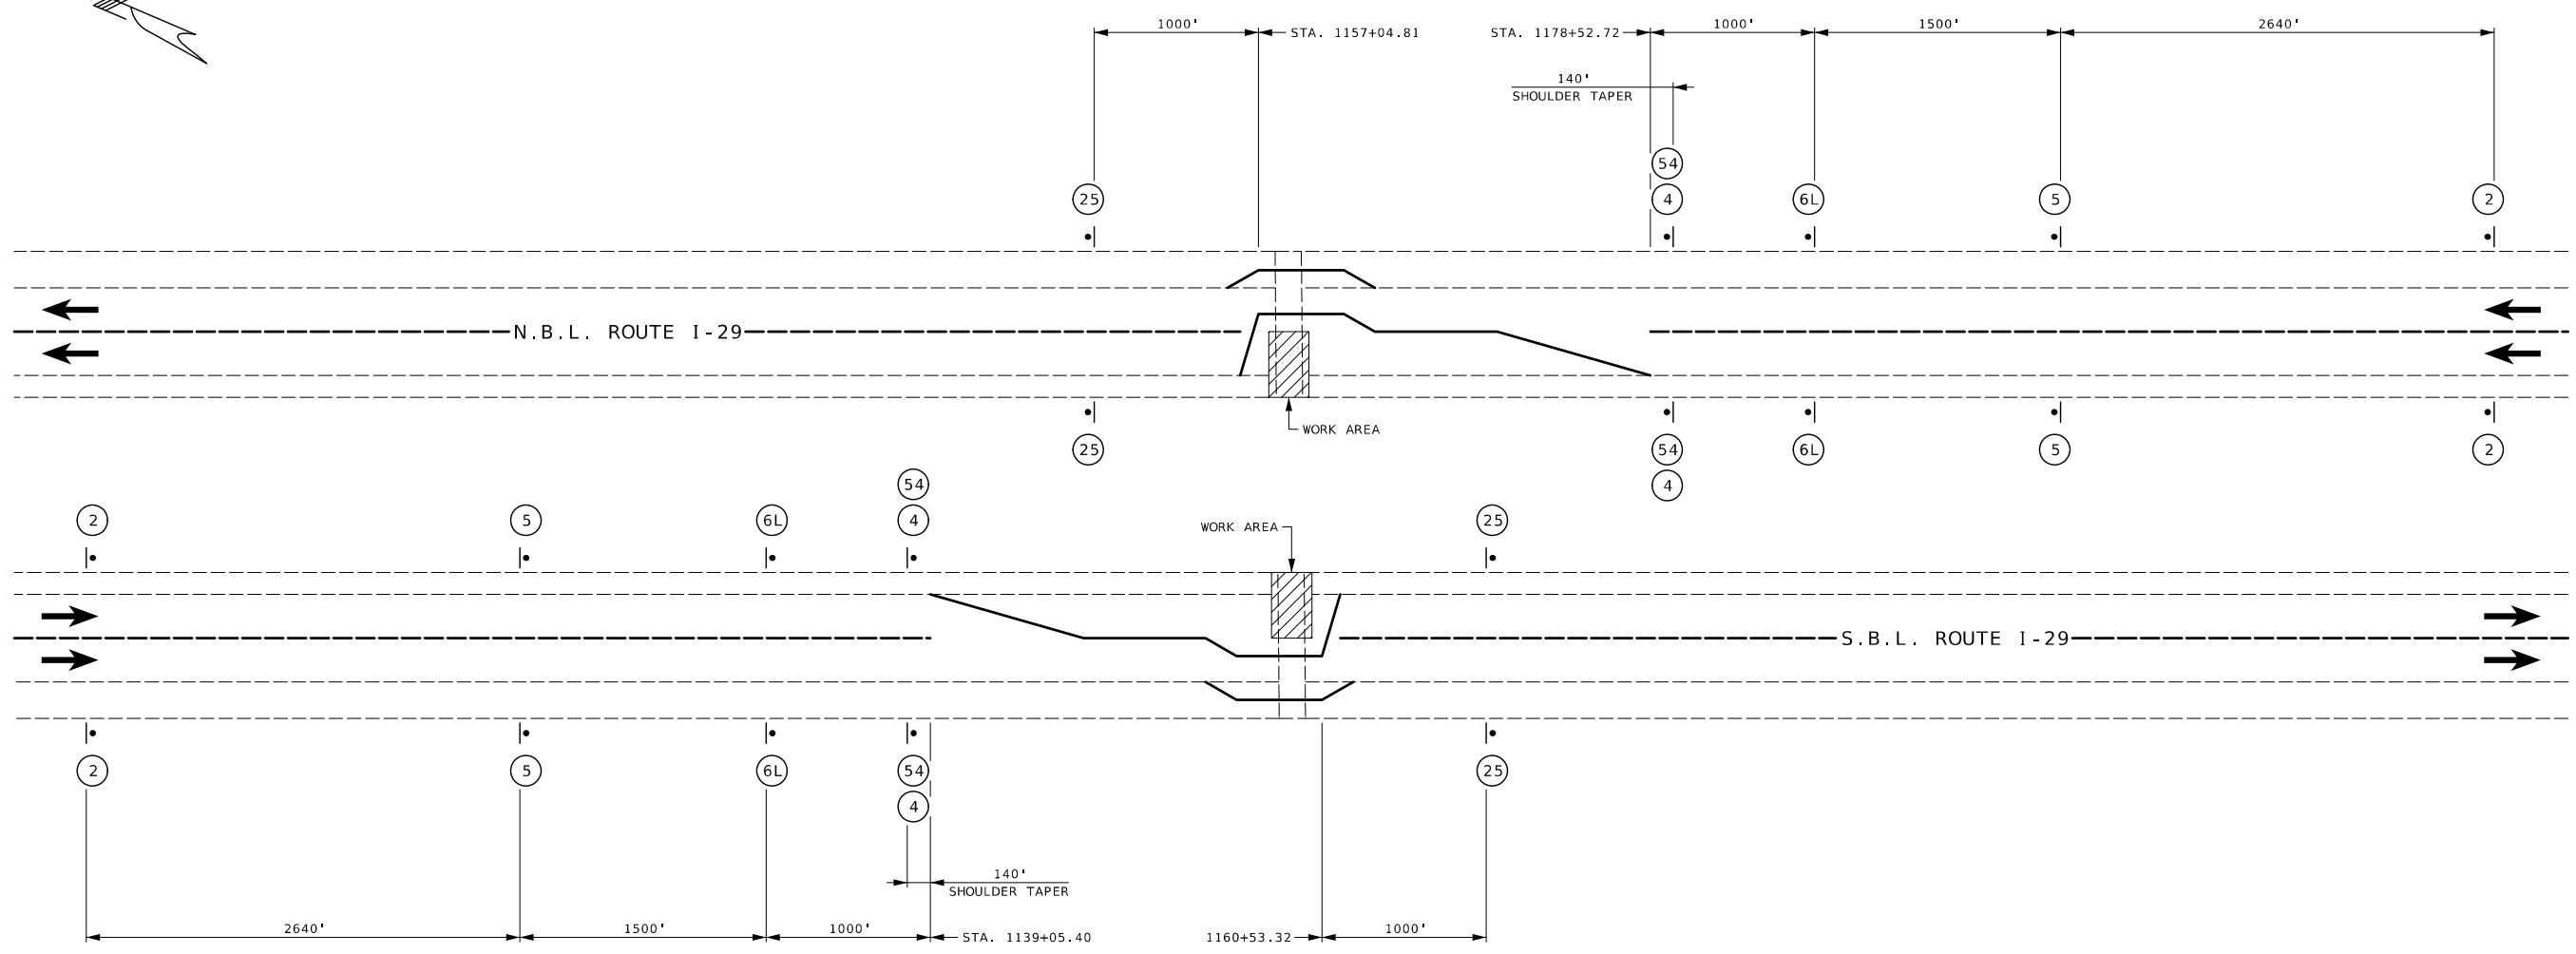 1000'
STA. 1157+04.81
STA. 1178+52.72
1000'
1500'
2640'
140'
SHOULDER TAPER
54
25
4
6L
5
2
N.B.L. ROUTE I-29
WORK AREA
25
54
6L
5
2
4
54
2
5
6L
4
25
WORK AREA
S.B.L. ROUTE I-29
2
5
6L
54
25
4
140'
SHOULDER TAPER
2640'
1500'
1000'
STA. 1139+05.40
1160+53.32
1000'